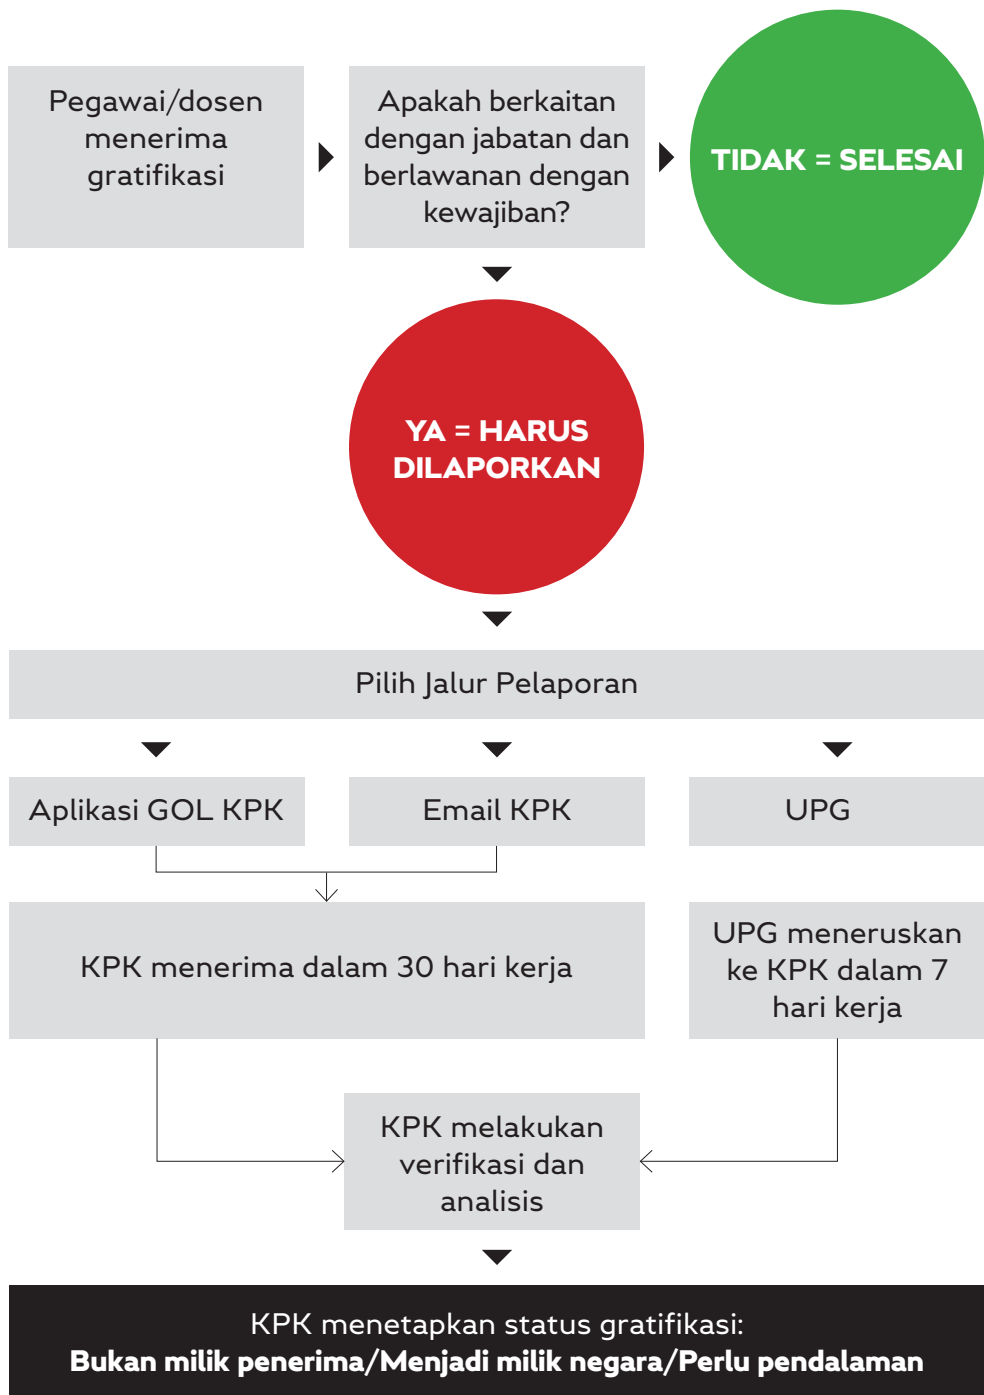 Pegawai/dosen
menerima
gratifikasi
Apakah berkaitan
dengan jabatan dan
berlawanan dengan
kewajiban?
TIDAK = SELESAI
YA = HARUS
DILAPORKAN
Pilih Jalur Pelaporan
Aplikasi GOL KPK
Email KPK
UPG
KPK menerima dalam 30 hari kerja
UPG meneruskan
ke KPK dalam 7
hari kerja
KPK melakukan
verifikasi dan
analisis
KPK menetapkan status gratifikasi:
Bukan milik penerima/Menjadi milik negara/Perlu pendalaman